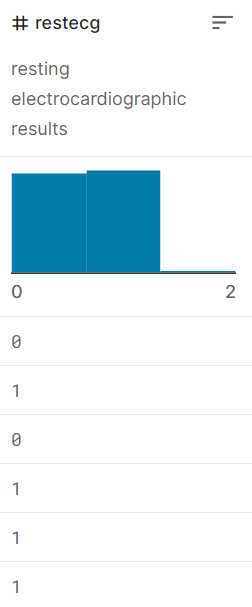 # restecg
resting
electrocardiographic
results
0 2
0
1
0
1
1
1